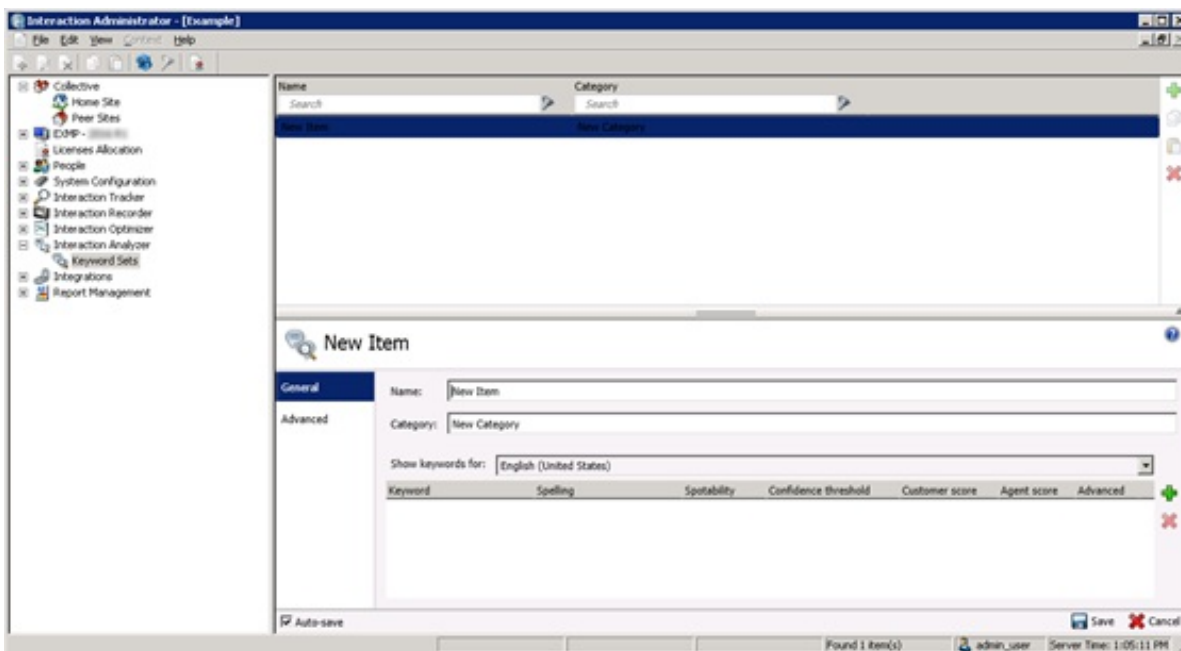 Interaction Administrator - [Example]
File Edit View Context Help
Collective
Home Site
Peer Sites
EXMP-
Licenses Allocation
People
System Configuration
Interaction Tracker
Interaction Recorder
Interaction Optimizer
Interaction Analyzer
Keyword Sets
Integrations
Report Management
Name Category
Search Search
New Item New Category
New Item
General
Advanced
Name: New Item
Category: New Category
Show keywords for: English (United States)
Keyword Spelling Spotability Confidence threshold Customer score Agent score Advanced
Auto-save Save Cancel
Found 1 item(s) admin_user Server Time: 1:05:11 PM